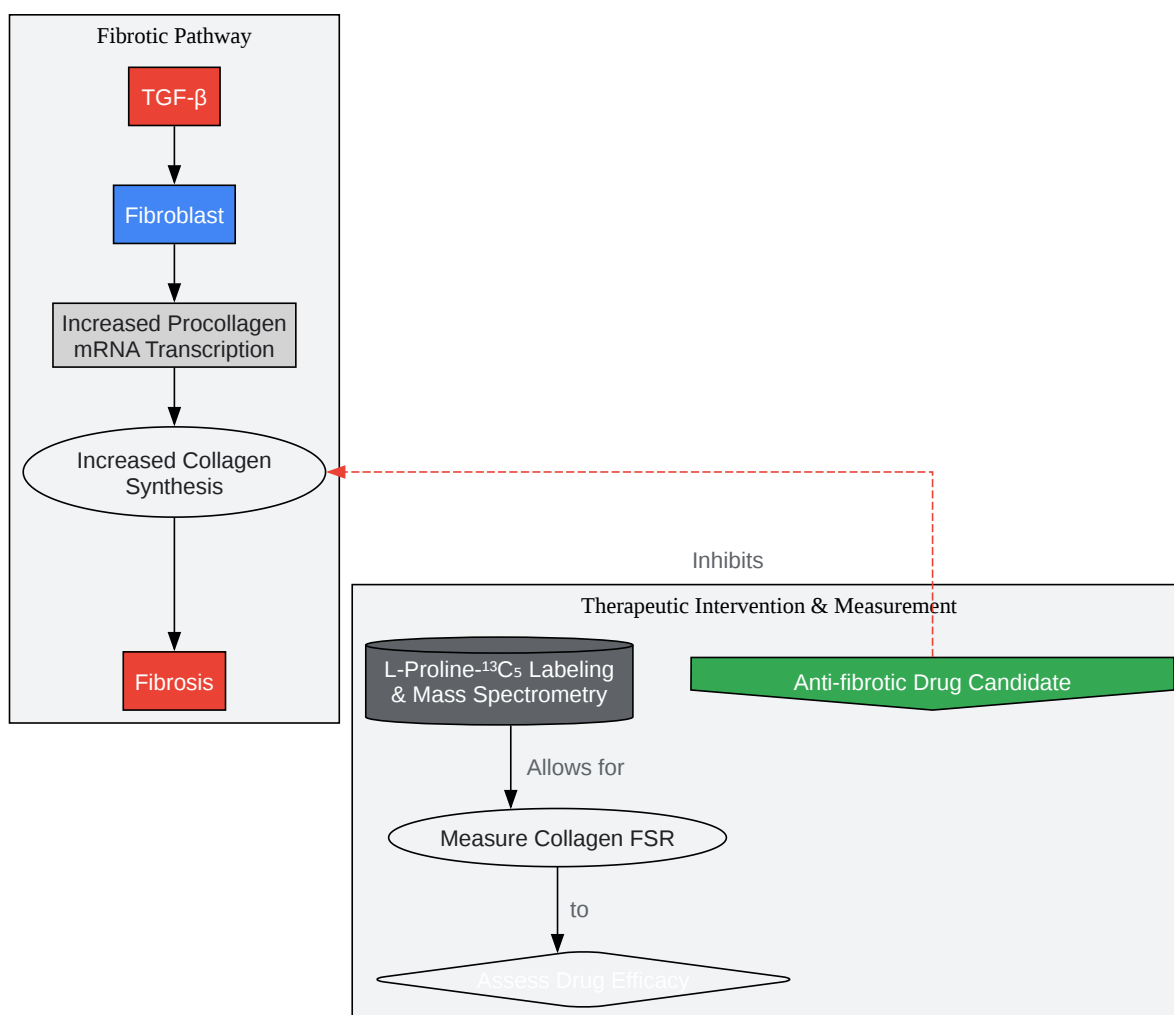 Fibrotic Pathway
TGF-β
Fibroblast
Increased Procollagen
mRNA Transcription
Increased Collagen
Synthesis
Fibrosis
Inhibits
Therapeutic Intervention & Measurement
L-Proline-¹³C₅ Labeling
& Mass Spectrometry
Anti-fibrotic Drug Candidate
Allows for
Measure Collagen FSR
to
Assess Drug Efficacy